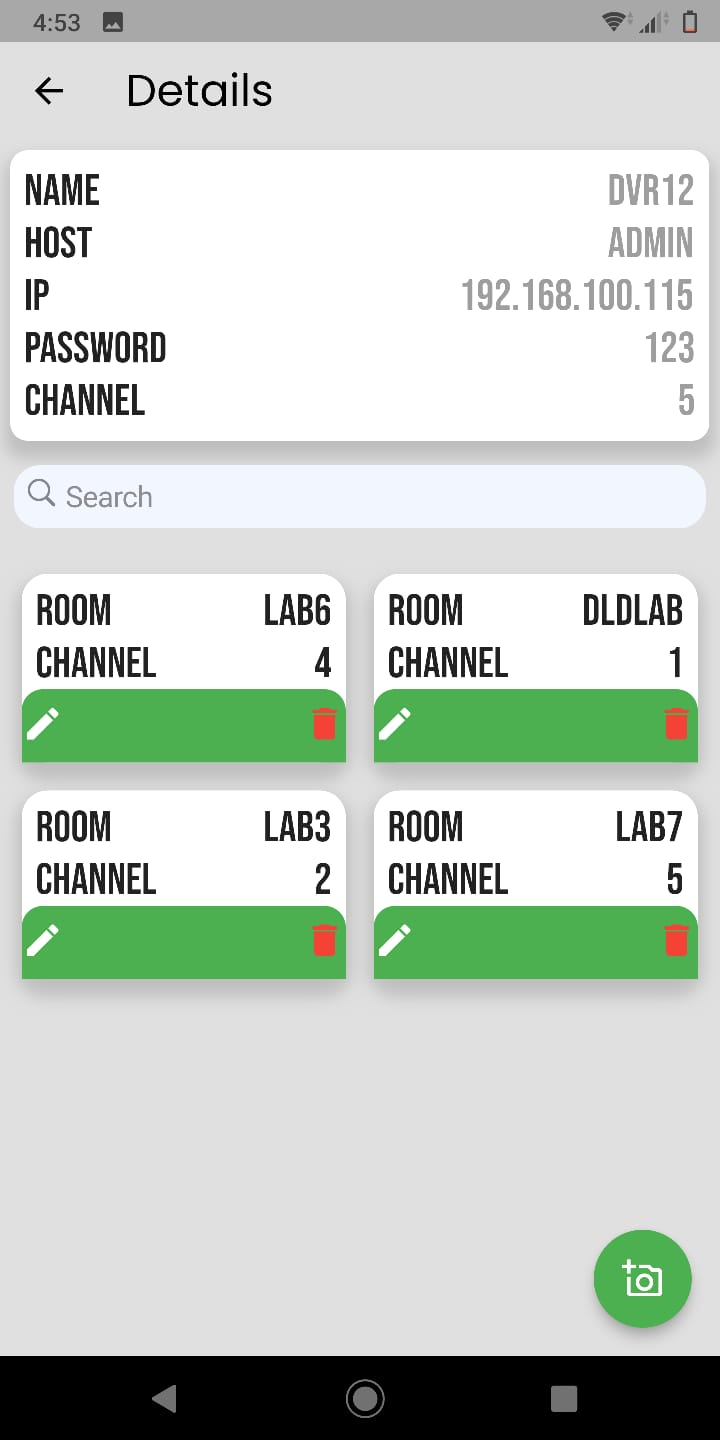 4:53
Details
NAME DVR12
HOST ADMIN
IP 192.168.100.115
PASSWORD 123
CHANNEL 5
Search
ROOM LAB6
CHANNEL 4
ROOM DLDLAB
CHANNEL 1
ROOM LAB3
CHANNEL 2
ROOM LAB7
CHANNEL 5